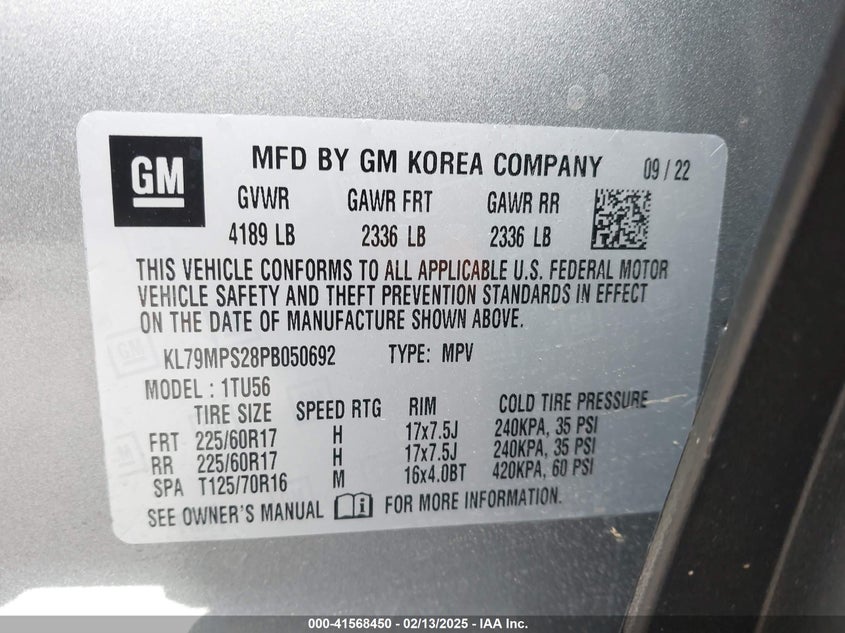 GM
MFD BY GM KOREA COMPANY 09 / 22
GVWR GAWR FRT GAWR RR
4189 LB 2336 LB 2336 LB
THIS VEHICLE CONFORMS TO ALL APPLICABLE U.S. FEDERAL MOTOR
VEHICLE SAFETY AND THEFT PREVENTION STANDARDS IN EFFECT
ON THE DATE OF MANUFACTURE SHOWN ABOVE.
KL79MPS28PB050692 TYPE: MPV
MODEL : 1TU56
TIRE SIZE SPEED RTG RIM COLD TIRE PRESSURE
FRT 225/60R17 H 17x7.5J 240KPA, 35 PSI
RR 225/60R17 H 17x7.5J 240KPA, 35 PSI
SPA T125/70R16 M 16x4.0BT 420KPA, 60 PSI
SEE OWNER'S MANUAL i FOR MORE INFORMATION.
000-41568450 / 02/13/2025 - IAA Inc.